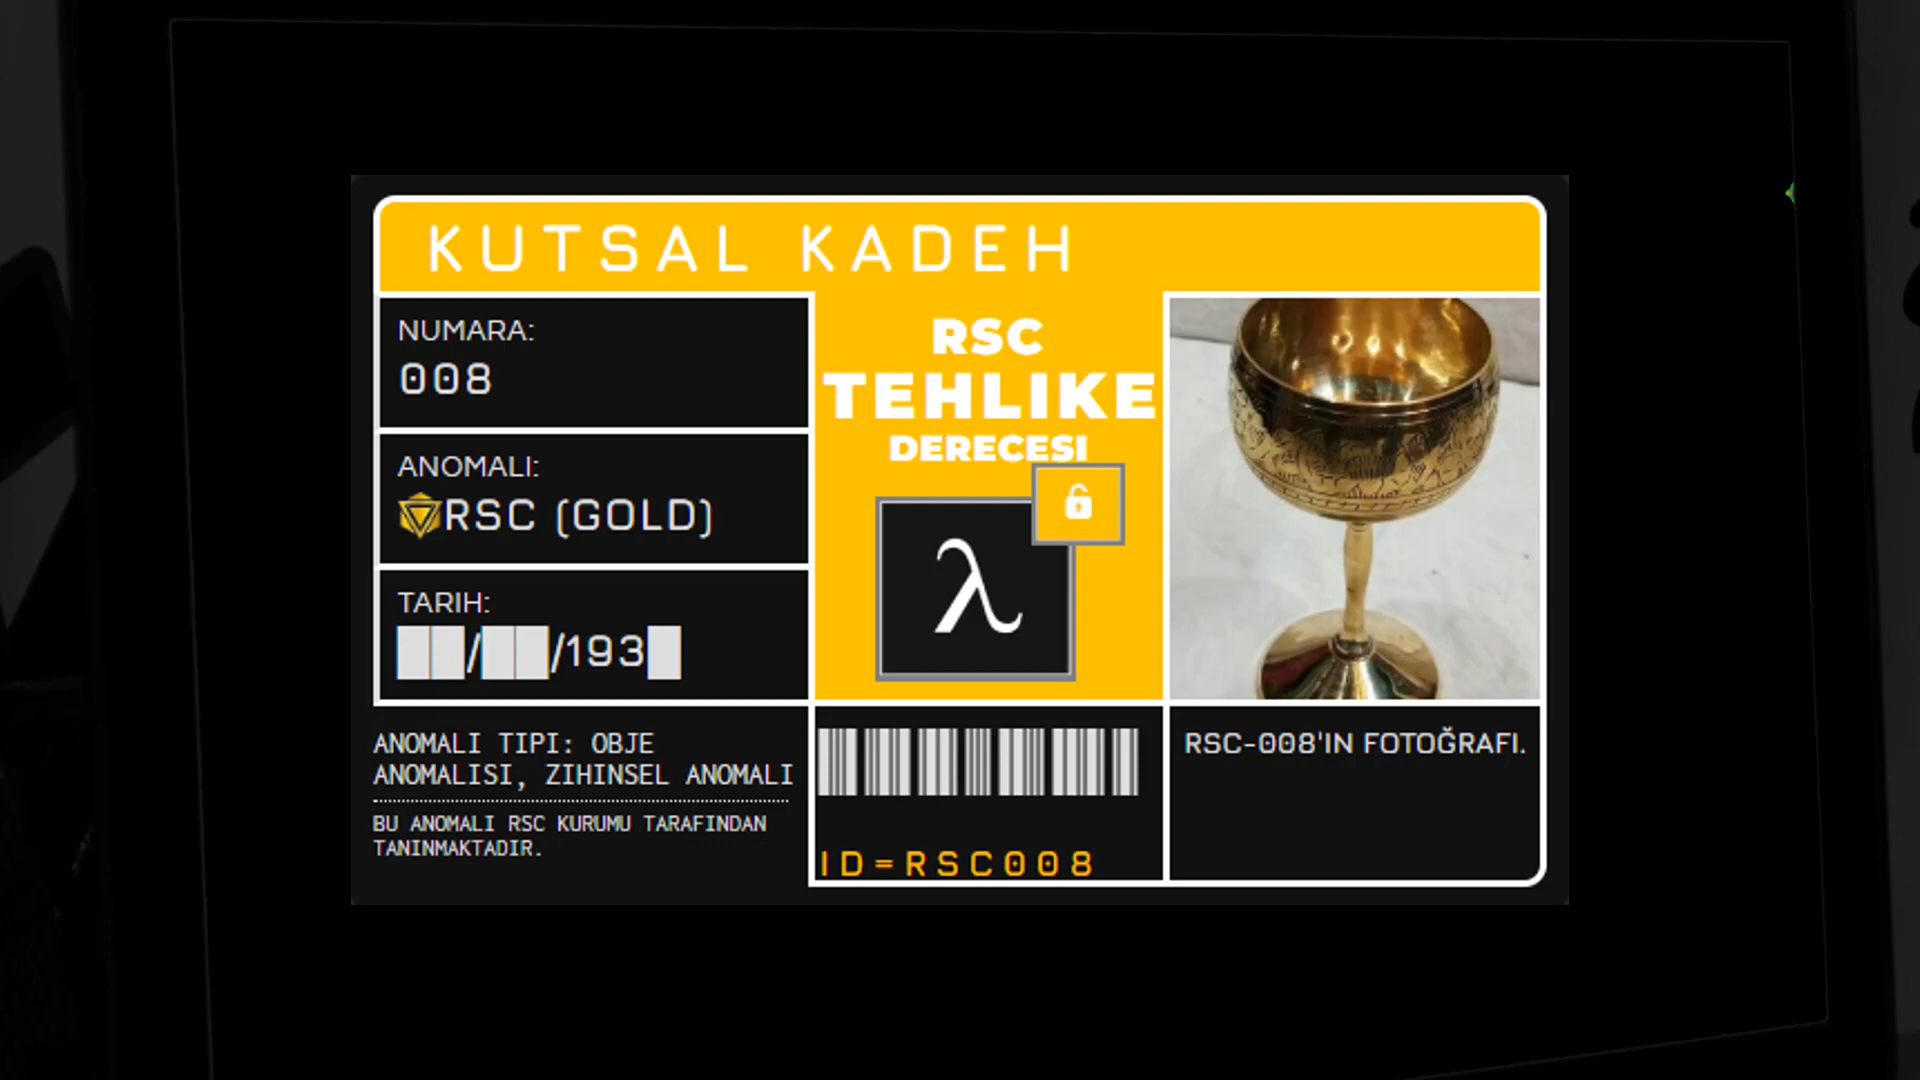 KUTSAL KADEH
NUMARA:
008
ANOMALI:
RSC (GOLD)
TARIH:
██/██/193█
RSC
TEHLIKE
DERECESI
λ
ANOMALI TIPI: OBJE
ANOMALISI, ZIHINSEL ANOMALI
BU ANOMALI RSC KURUMU TARAFINDAN
TANINMAKTADIR.
ID=RSC008
RSC-008'IN FOTOĞRAFI.